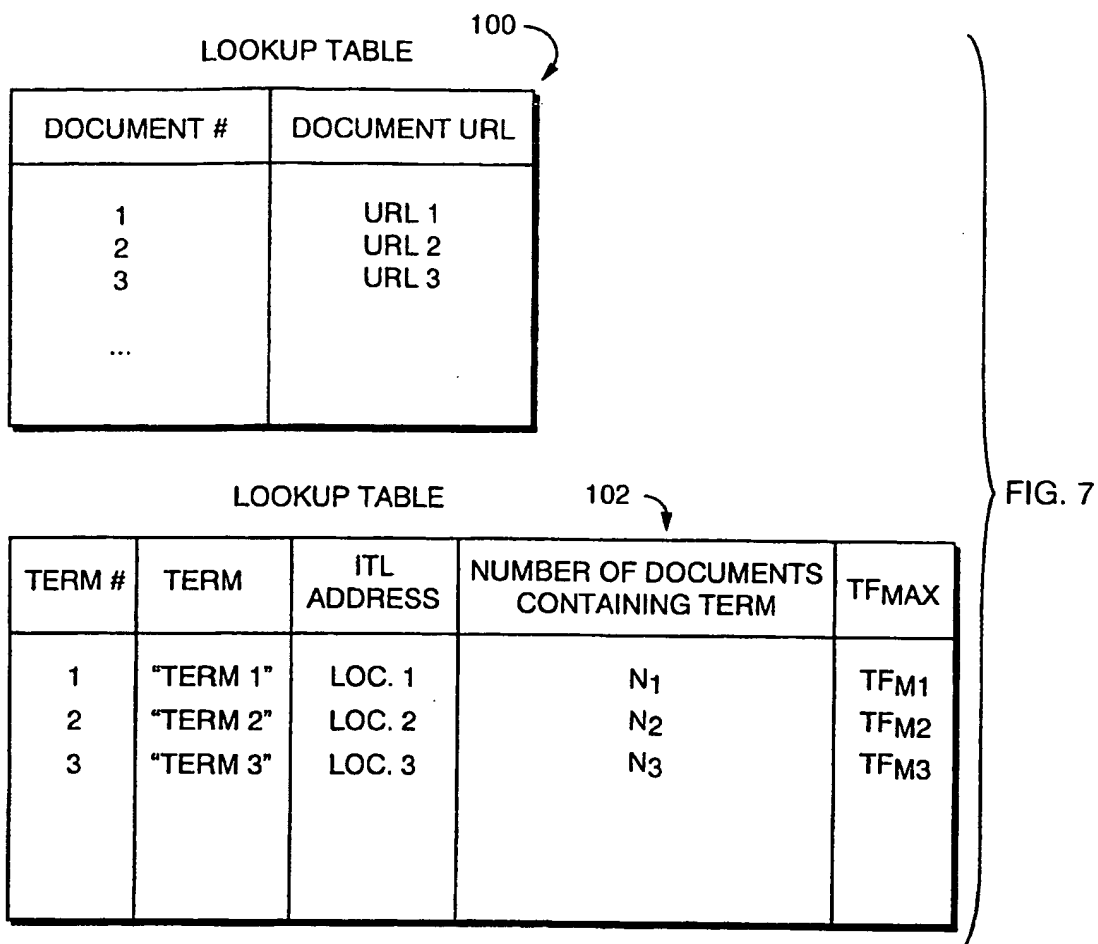 100
LOOKUP TABLE
DOCUMENT # DOCUMENT URL
1 URL 1
2 URL 2
3 URL 3
...
LOOKUP TABLE 102
FIG. 7
TERM # TERM ITL ADDRESS NUMBER OF DOCUMENTS CONTAINING TERM TFMAX
1 "TERM 1" LOC. 1 N1 TFM1
2 "TERM 2" LOC. 2 N2 TFM2
3 "TERM 3" LOC. 3 N3 TFM3